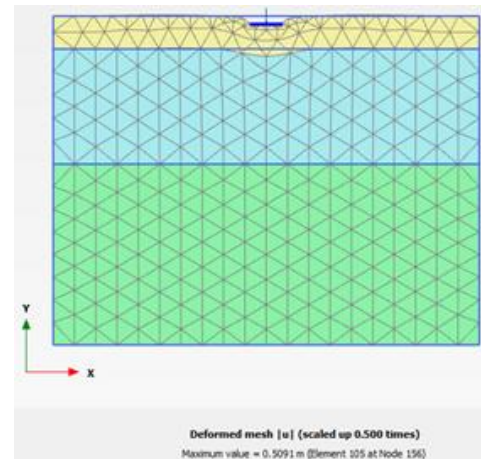 Y
X
Deformed mesh |u| (scaled up 0.500 times)
Maximum value = 0.5091 m (Element 105 at Node 156)